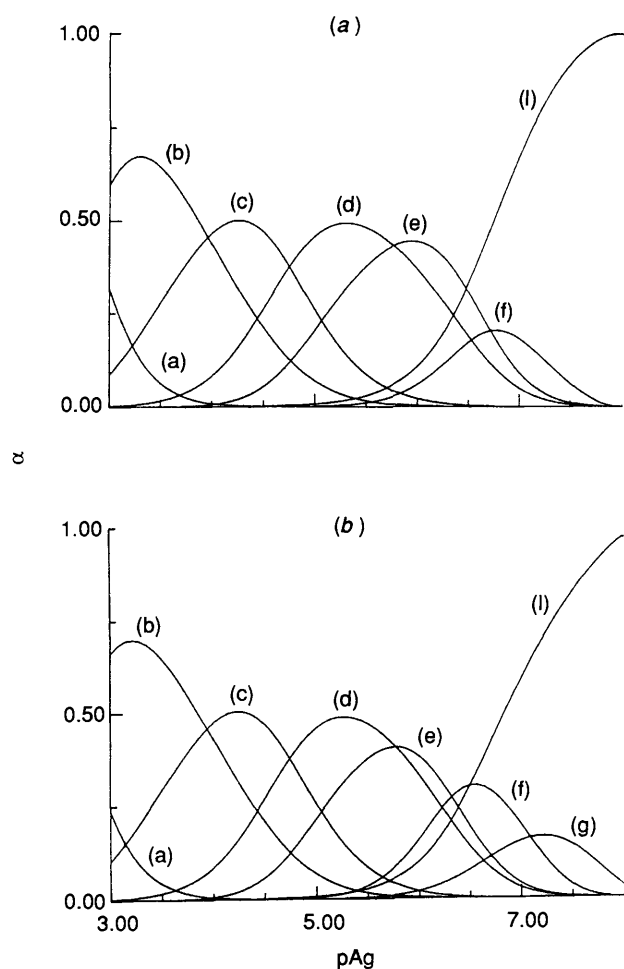 (a)
1.00
(l)
(b)
(c)
(d)
(e)
0.50
(f)
(a)
0.00
α
(b)
1.00
(l)
(b)
(c)
(d)
(e)
0.50
(f)
(g)
(a)
0.00
3.00 5.00 7.00
pAg